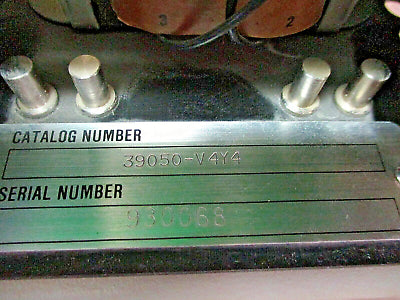 3 2
CATALOG NUMBER
39050-V4Y4
SERIAL NUMBER
930068